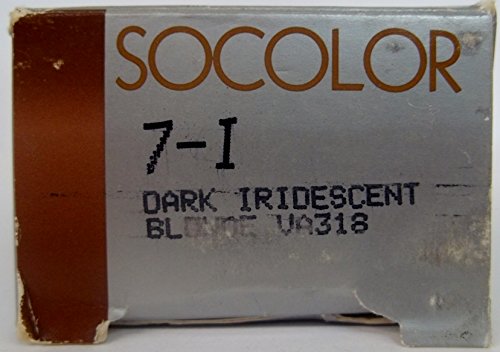 SOCOLOR
7-I
DARK IRIDESCENT
BLONDE VA318